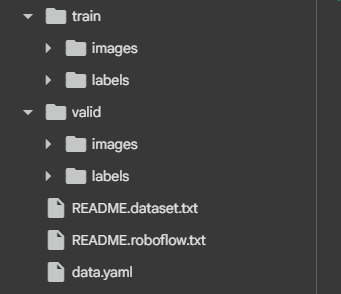 train
images
labels
valid
images
labels
README.dataset.txt
README.roboflow.txt
data.yaml